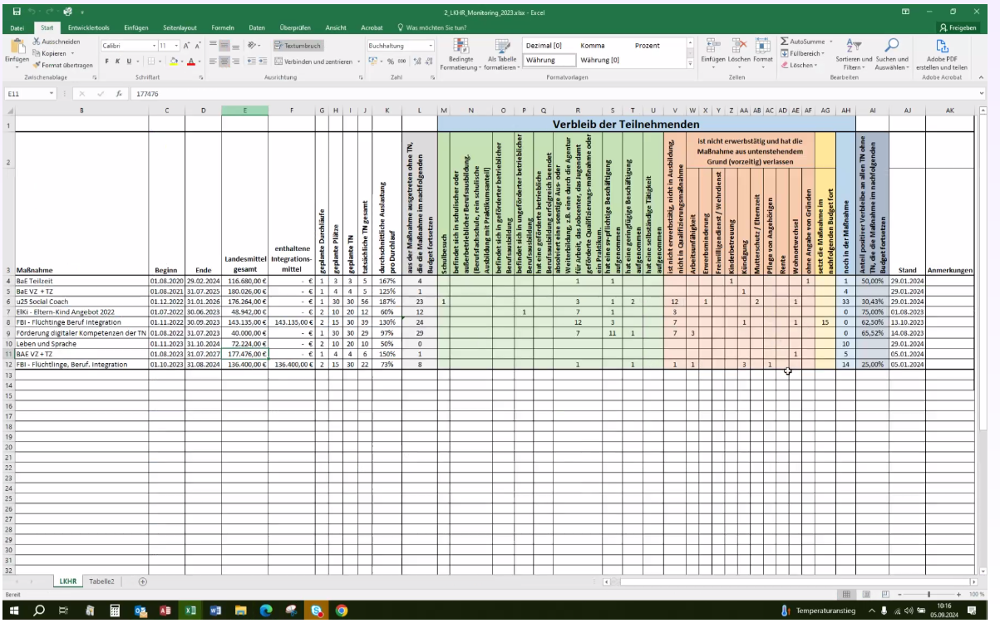 2_LKHR_Monitoring_2023.xlsx - Excel
Datei Start Entwicklertools Einfügen Seitenlayout Formeln Daten Überprüfen Ansicht Acrobat Was möchten Sie tun? Freigeben
Einfügen Ausschneiden Kopieren Format übertragen Zwischenablage
Calibri 11 F K U Schriftart
Textumbruch Verbinden und zentrieren Ausrichtung
Buchhaltung % 000 Zahl
Bedingte Formatierung Als Tabelle formatieren
Dezimal [0] Komma Prozent
Währung Währung [0]
Formatvorlagen
Einfügen Löschen Format Zellen
AutoSumme Füllbereich Löschen Sortieren und Filtern Suchen und Auswählen Bearbeiten
Adobe PDF erstellen und teilen Adobe Acrobat
E11 fx 177476
B C D E F G H I J K L M N O P Q R S T U V W X Y Z AA AB AC AD AE AF AG AH AI AJ AK
1 Verbleib der Teilnehmenden
2 ist nicht erwerbstätig und hat die
Maßnahme aus untenstehendem
Grund (vorzeitig) verlassen
3 Maßnahme
Beginn
Ende
Landesmittel gesamt
enthaltene Integrations-mittel
geplante Durchläufe
geplante Plätze
geplante TN
tatsächliche TN gesamt
durchschnittliche Auslastung pro Durchlauf
aus der Maßnahme ausgetreten ohne TN, die die Maßnahme im nachfolgenden Budget fortsetzen
Schulbesuch
befindet sich in schulischer oder außerbetrieblicher Berufsausbildung. (Berufsfachschule, rein schulische Ausbildung mit Praktikumsanteil)
befindet sich in geförderter betrieblicher Berufsausbildung
befindet sich in ungeförderter betrieblicher Berufsausbildung
hat eine geförderte betriebliche Berufsausbildung erfolgreich beendet
absolviert eine sonstige Aus- oder Weiterbildung, z.B. eine durch die Agentur für Arbeit, das Jobcenter, das Jugendamt geförderte Qualifizierungs-maßnahme oder ein Praktikum.
hat eine sv-pflichtige Beschäftigung aufgenommen
hat eine geringfügige Beschäftigung aufgenommen
hat eine selbständige Tätigkeit aufgenommen
ist nicht erwerbstätig, nicht in Ausbildung, nicht in Qualifizierungsmaßnahme
Arbeitsunfähigkeit
Erwerbsminderung
Freiwilligendienst / Wehrdienst
Kinderbetreuung
Kündigung
Mutterschutz / Elternzeit
Pflege von Angehörigen
Rente
Wohnortwechsel
ohne Angabe von Gründen
setzt die Maßnahme im nachfolgenden Budget fort
noch in der Maßnahme
Anteil positiver Verbleibe an allen TN ohne TN, die die Maßnahme im nachfolgenden Budget fortsetzen
Stand
Anmerkungen
4 BaE Teilzeit 01.08.2020 29.02.2024 116.680,00 € - € 1 3 3 5 167% 4 1 1 1 1 1 50,00% 29.01.2024
5 BaE VZ + TZ 01.08.2021 31.07.2025 180.026,00 € - € 1 4 4 5 125% 1 1 4 29.01.2024
6 u25 Social Coach 01.12.2022 31.01.2026 176.264,00 € - € 1 30 30 56 187% 23 1 3 1 2 12 1 2 1 33 30,43% 29.01.2024
7 ElKi - Eltern-Kind Angebot 2022 01.07.2022 30.06.2023 48.942,00 € - € 2 10 20 12 60% 12 1 7 1 3 0 75,00% 01.08.2023
8 FBI - Flüchtinge Beruf Integration 01.11.2022 30.09.2023 143.135,00 € 143.135,00 € 2 15 30 39 130% 24 12 3 7 1 1 15 0 62,50% 13.10.2023
9 Förderung digitaler Kompetenzen der TN 01.08.2022 31.07.2023 40.000,00 € - € 1 30 30 29 97% 29 7 11 1 7 3 0 65,52% 14.08.2023
10 Leben und Sprache 01.11.2023 31.10.2024 72.224,00 € - € 2 10 20 10 50% 0 10 29.01.2024
11 BAE VZ + TZ 01.08.2023 31.07.2027 177.476,00 € - € 1 4 4 6 150% 1 1 5 05.01.2024
12 FBI - Flüchtlinge, Beruf. Integration 01.10.2023 31.08.2024 136.400,00 € 136.400,00 € 2 15 30 22 73% 8 1 1 1 1 3 1 14 25,00% 05.01.2024
13
14
15
16
17
18
19
20
21
22
23
24
25
26
27
28
29
30
31
32
LKHR Tabelle2
Bereit 100 %
Temperaturanstieg 10:16
05.09.2024